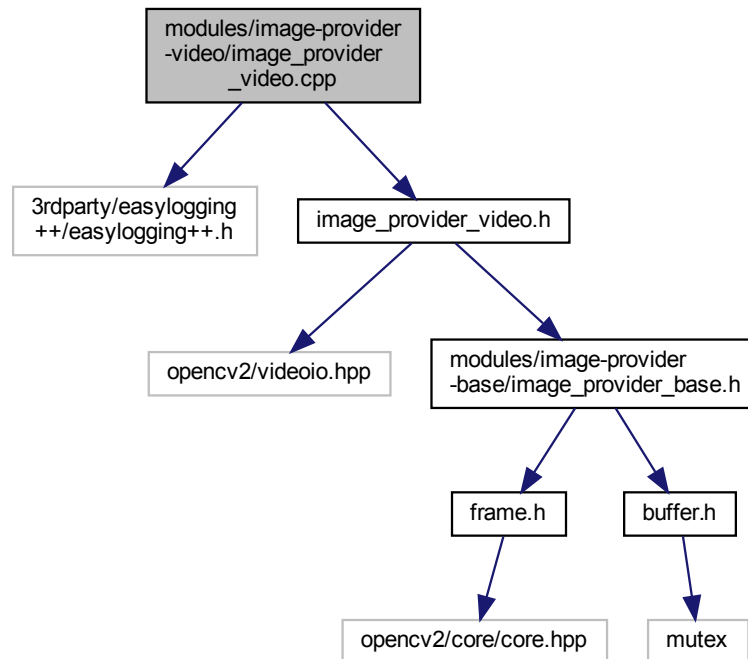 modules/image-provider
-video/image_provider
_video.cpp
3rdparty/easylogging
++/easylogging++.h
image_provider_video.h
opencv2/videoio.hpp
modules/image-provider
-base/image_provider_base.h
frame.h
buffer.h
opencv2/core/core.hpp
mutex